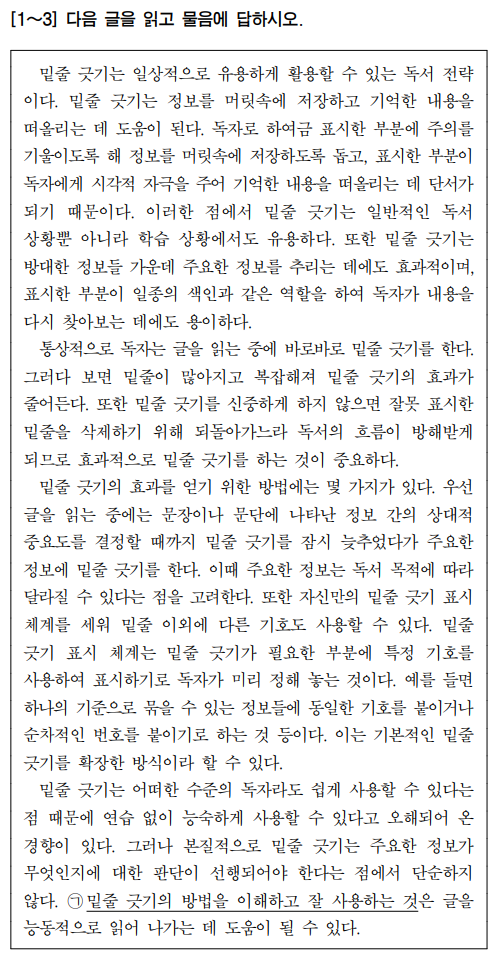 [1～3] 다음 글을 읽고 물음에 답하시오.
밑줄 긋기는 일상적으로 유용하게 활용할 수 있는 독서 전략
이다. 밑줄 긋기는 정보를 머릿속에 저장하고 기억한 내용을
떠올리는 데 도움이 된다. 독자로 하여금 표시한 부분에 주의를
기울이도록 해 정보를 머릿속에 저장하도록 돕고, 표시한 부분이
독자에게 시각적 자극을 주어 기억한 내용을 떠올리는 데 단서가
되기 때문이다. 이러한 점에서 밑줄 긋기는 일반적인 독서
상황뿐 아니라 학습 상황에서도 유용하다. 또한 밑줄 긋기는
방대한 정보들 가운데 주요한 정보를 추리는 데에도 효과적이며,
표시한 부분이 일종의 색인과 같은 역할을 하여 독자가 내용을
다시 찾아보는 데에도 용이하다.
통상적으로 독자는 글을 읽는 중에 바로바로 밑줄 긋기를 한다.
그러다 보면 밑줄이 많아지고 복잡해져 밑줄 긋기의 효과가
줄어든다. 또한 밑줄 긋기를 신중하게 하지 않으면 잘못 표시한
밑줄을 삭제하기 위해 되돌아가느라 독서의 흐름이 방해받게
되므로 효과적으로 밑줄 긋기를 하는 것이 중요하다.
밑줄 긋기의 효과를 얻기 위한 방법에는 몇 가지가 있다. 우선
글을 읽는 중에는 문장이나 문단에 나타난 정보 간의 상대적
중요도를 결정할 때까지 밑줄 긋기를 잠시 늦추었다가 주요한
정보에 밑줄 긋기를 한다. 이때 주요한 정보는 독서 목적에 따라
달라질 수 있다는 점을 고려한다. 또한 자신만의 밑줄 긋기 표시
체계를 세워 밑줄 이외에 다른 기호도 사용할 수 있다. 밑줄
긋기 표시 체계는 밑줄 긋기가 필요한 부분에 특정 기호를
사용하여 표시하기로 독자가 미리 정해 놓는 것이다. 예를 들면
하나의 기준으로 묶을 수 있는 정보들에 동일한 기호를 붙이거나
순차적인 번호를 붙이기로 하는 것 등이다. 이는 기본적인 밑줄
긋기를 확장한 방식이라 할 수 있다.
밑줄 긋기는 어떠한 수준의 독자라도 쉽게 사용할 수 있다는
점 때문에 연습 없이 능숙하게 사용할 수 있다고 오해되어 온
경향이 있다. 그러나 본질적으로 밑줄 긋기는 주요한 정보가
무엇인지에 대한 판단이 선행되어야 한다는 점에서 단순하지
않다. ㉠밑줄 긋기의 방법을 이해하고 잘 사용하는 것은 글을
능동적으로 읽어 나가는 데 도움이 될 수 있다.